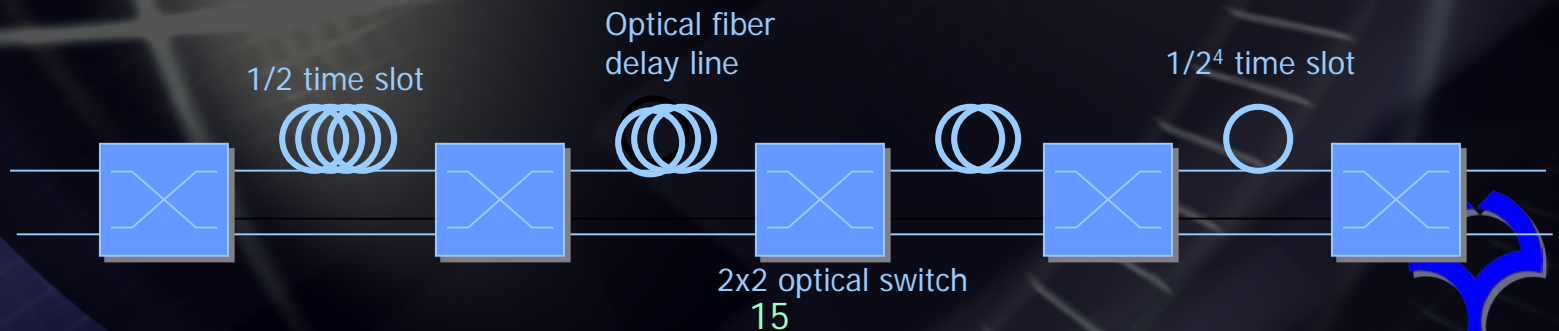 Optical fiber
delay line
1/2 time slot
1/2⁴ time slot
2x2 optical switch
15